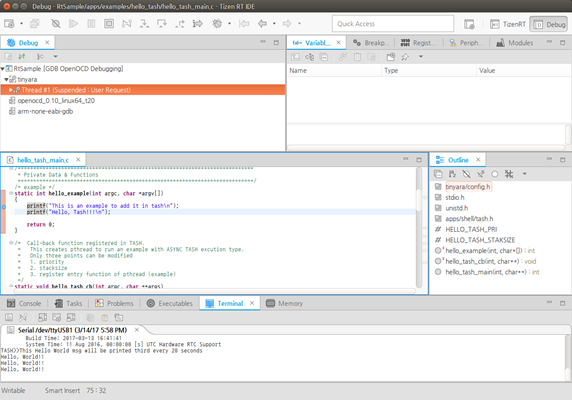 Debug - RtSample/apps/examples/hello_tash/hello_tash_main.c - Tizen RT IDE
Quick Access
TizenRT
Debug
Debug
RtSample [GDB OpenOCD Debugging]
tinyara
Thread #1 (Suspended : User Request)
openocd_0.10_linux64_t20
arm-none-eabi-gdb
Variabl...
Breakp...
Regist...
Periph...
Modules
Name
Type
Value
hello_tash_main.c
* Private Data & Functions
/* example */
static int hello_example(int argc, char *argv[])
{
printf("This is an example to add it in tash\n");
printf("Hello, Tash!!!\n");
return 0;
}
/* Call-back function registered in TASH.
* This creates pthread to run an example with ASYNC TASH excution type.
* Only three points can be modified
* 1. priority
* 2. stacksize
* 3. register entry function of pthread (example)
*/
static void hello_tash_cb(int argc, char **args)
Outline
tinyara/config.h
stdio.h
unistd.h
apps/shell/tash.h
HELLO_TASH_PRI
HELLO_TASH_STAKSIZE
hello_example(int, char*[]) : int
hello_tash_cb(int, char**) : void
hello_tash_main(int, char**) : int
Console
Tasks
Problems
Executables
Terminal
Memory
Serial /dev/ttyUSB1 (3/14/17 5:58 PM)
Build Time: 2017-03-13 16:41:41
System Time: 11 Aug 2016, 00:00:00 [s] UTC Hardware RTC Support
TASH>>This Hello World msg will be printed third every 20 seconds
Hello, World!!
Hello, World!!
Hello, World!!
Writable
Smart Insert
75 : 32